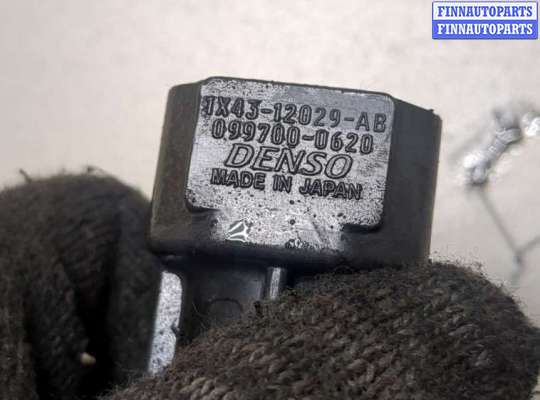 FINNAUTOPARTS
FINNAUTOPARTS
1X43-12029-AB
099700-0620
DENSO
MADE IN JAPAN